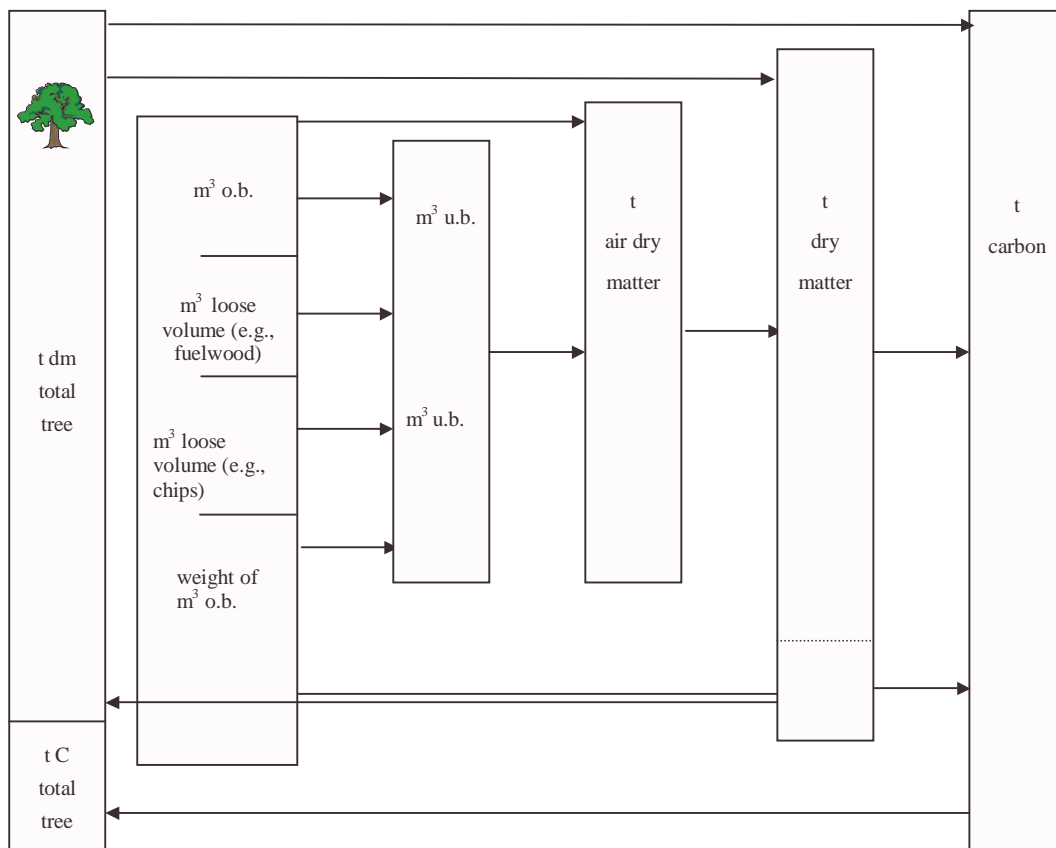 t dm
total
tree
t C
total
tree
m³ o.b.
m³ loose
volume (e.g.,
fuelwood)
m³ loose
volume (e.g.,
chips)
weight of
m³ o.b.
m³ u.b.
m³ u.b.
t
air dry
matter
t
dry
matter
t
carbon